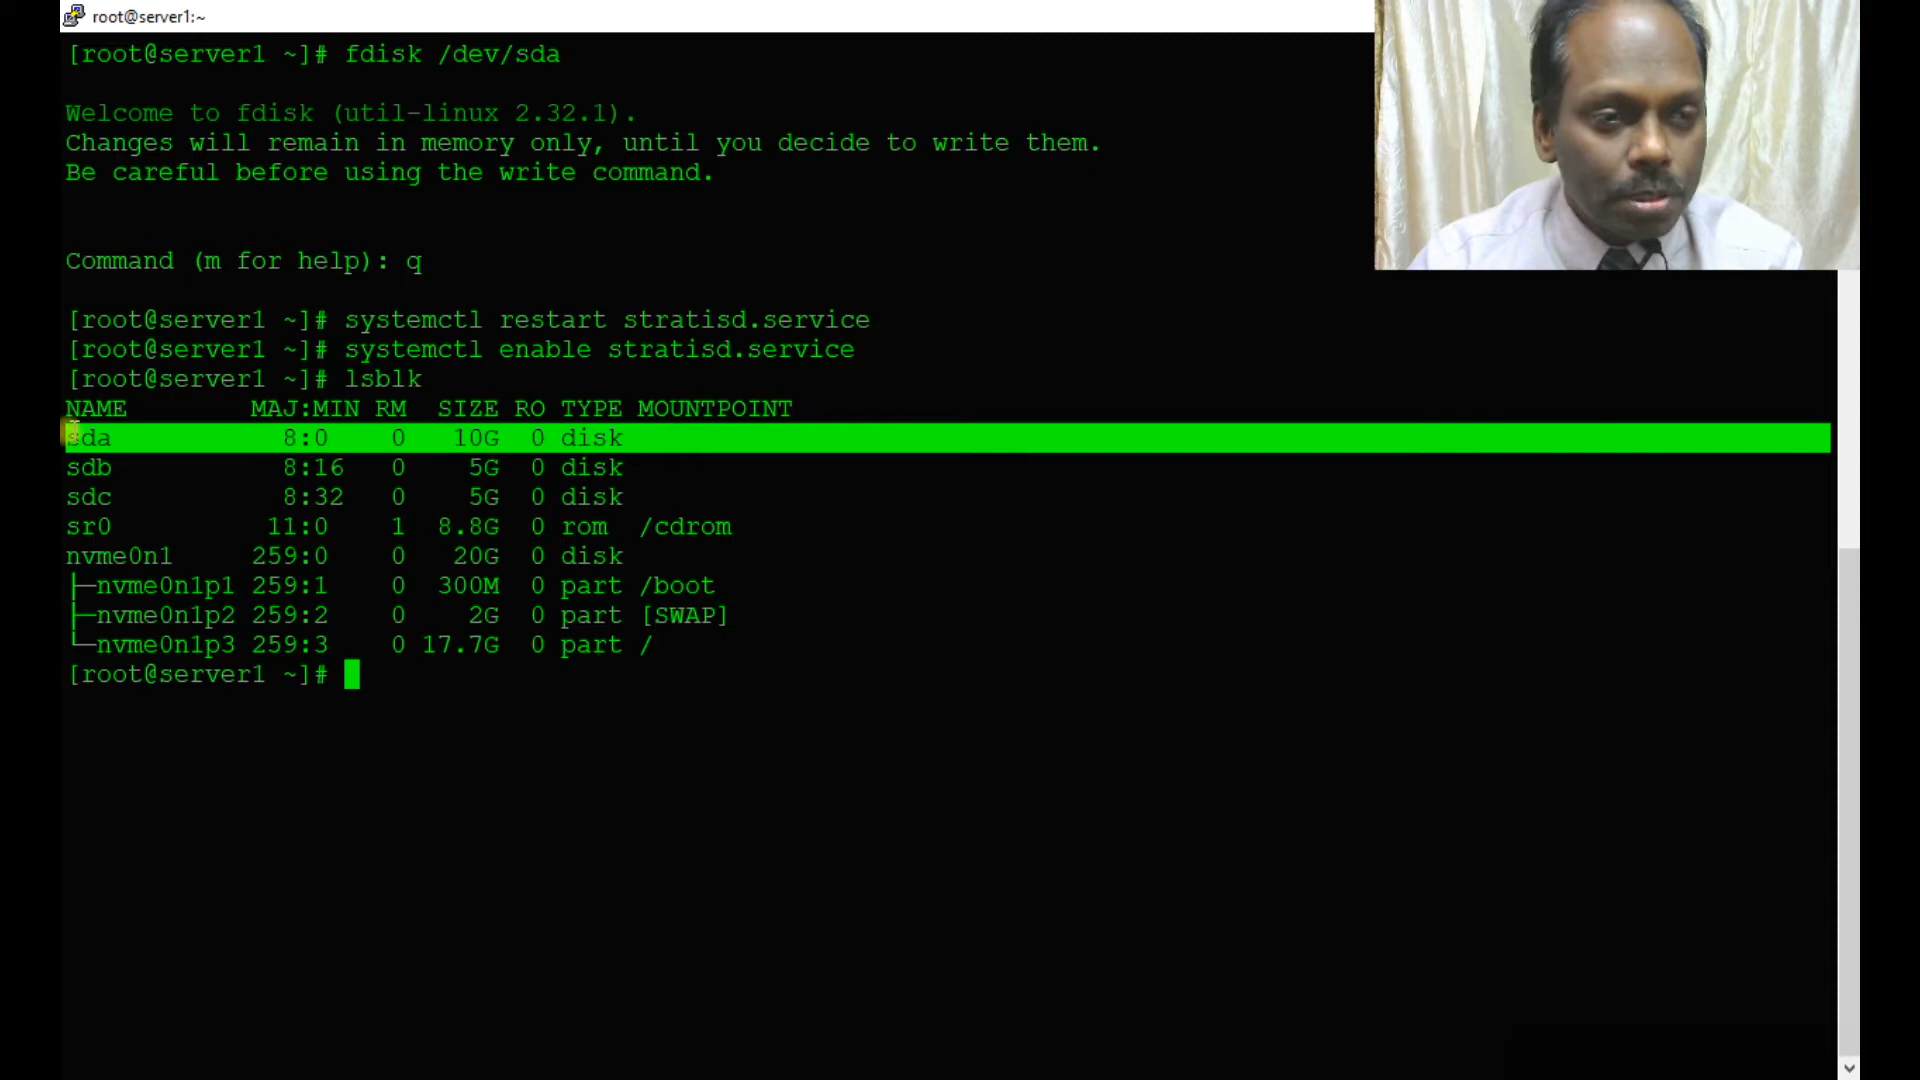 root@server1:~
[root@server1 ~]# fdisk /dev/sda
Welcome to fdisk (util-linux 2.32.1).
Changes will remain in memory only, until you decide to write them.
Be careful before using the write command.
Command (m for help): q
[root@server1 ~]# systemctl restart stratisd.service
[root@server1 ~]# systemctl enable stratisd.service
[root@server1 ~]# lsblk
NAME        MAJ:MIN RM  SIZE RO TYPE MOUNTPOINT
sda           8:0    0   10G  0 disk
sdb           8:16   0    5G  0 disk
sdc           8:32   0    5G  0 disk
sr0          11:0    1  8.8G  0 rom  /cdrom
nvme0n1     259:0    0   20G  0 disk
├─nvme0n1p1 259:1    0  300M  0 part /boot
├─nvme0n1p2 259:2    0    2G  0 part [SWAP]
└─nvme0n1p3 259:3    0 17.7G  0 part /
[root@server1 ~]#